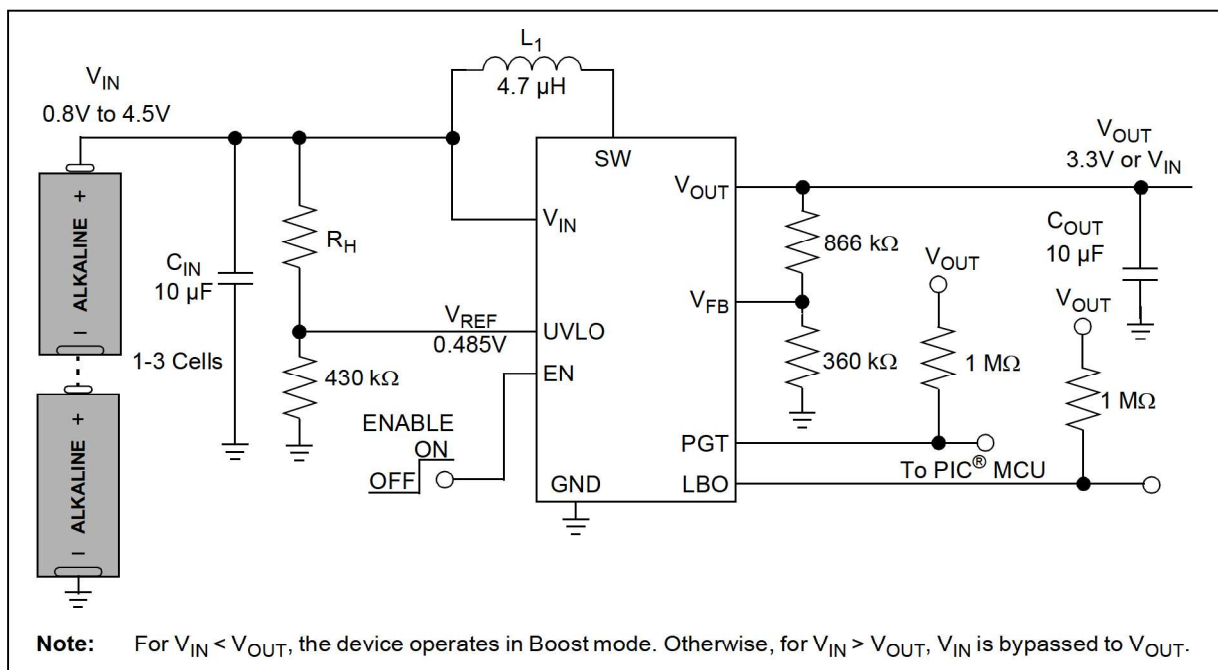 L1
4.7 µH
VIN
0.8V to 4.5V
ALKALINE
+
–
ALKALINE
+
–
1-3 Cells
CIN
10 µF
RH
430 kΩ
VREF
0.485V
ENABLE
ON
OFF
SW
VIN
UVLO
EN
GND
VOUT
VFB
PGT
LBO
866 kΩ
360 kΩ
VOUT
1 MΩ
To PIC® MCU
VOUT
3.3V or VIN
COUT
10 µF
VOUT
1 MΩ
Note: For VIN < VOUT, the device operates in Boost mode. Otherwise, for VIN > VOUT, VIN is bypassed to VOUT.